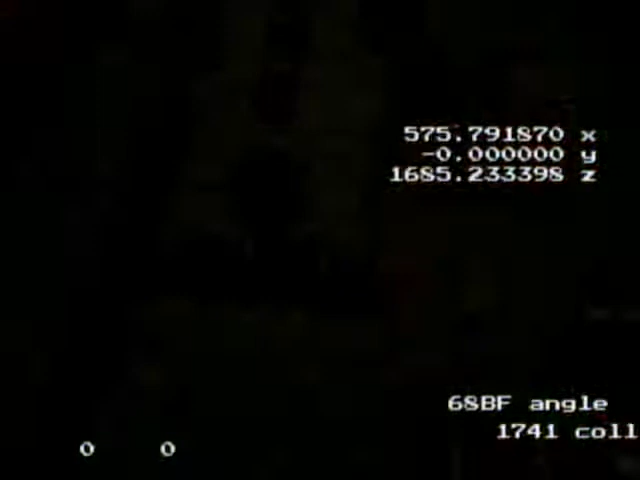 575.791870 x
-0.000000 y
1685.233398 z
68BF angle
1741 coll
0 0